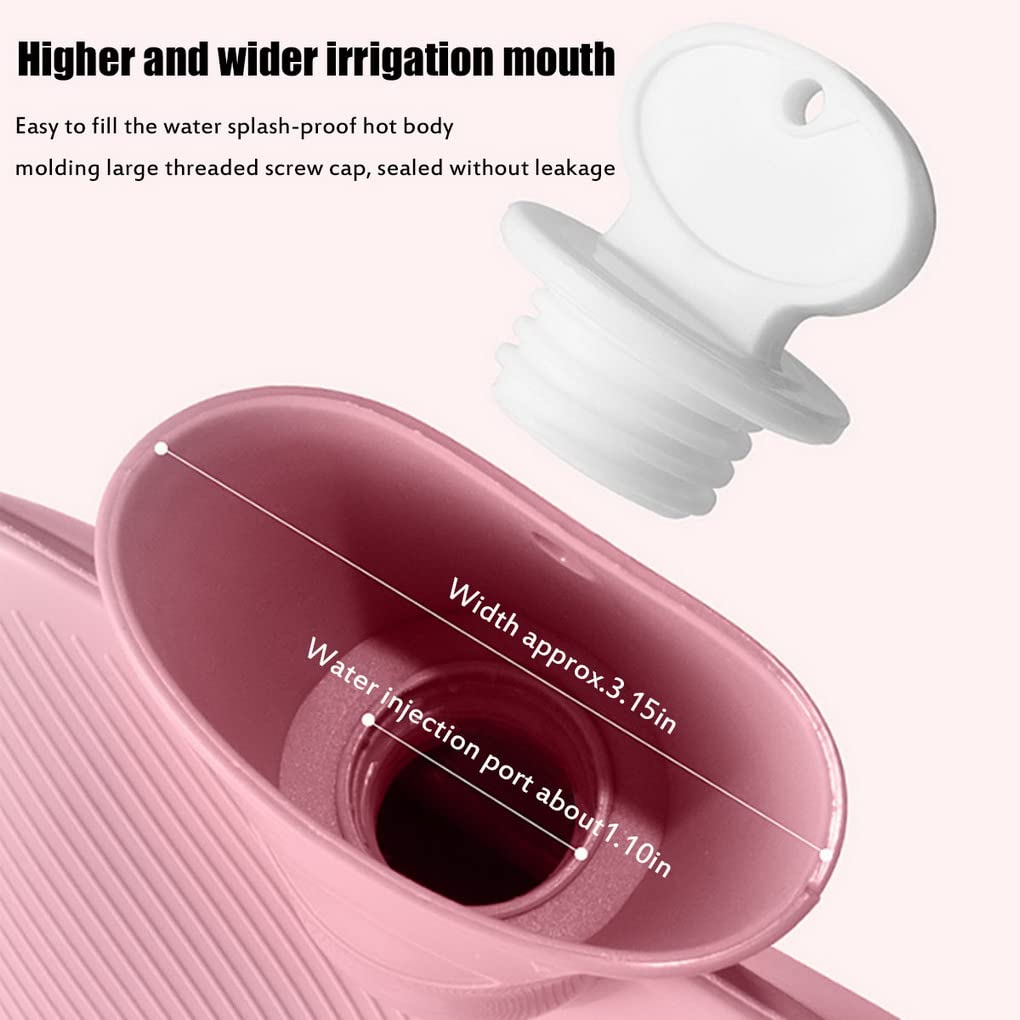 Higher and wider irrigation mouth
Easy to fill the water splash-proof hot body
molding large threaded screw cap, sealed without leakage
Width approx.3.15in
Water injection port about1.10in